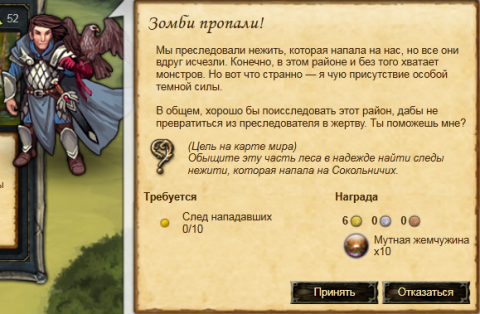 52
Зомби пропали!
Мы преследовали нежить, которая напала на нас, но все они
вдруг исчезли. Конечно, в этом районе и без того хватает
монстров. Но вот что странно — я чую присутствие особой
темной силы.
В общем, хорошо бы поисследовать этот район, дабы не
превратиться из преследователя в жертву. Ты поможешь мне?
(Цель на карте мира)
Обыщите эту часть леса в надежде найти следы
нежити, которая напала на Сокольничих.
Требуется
След нападавших
0/10
Награда
6 0 0
Мутная жемчужина
x10
Принять Отказаться